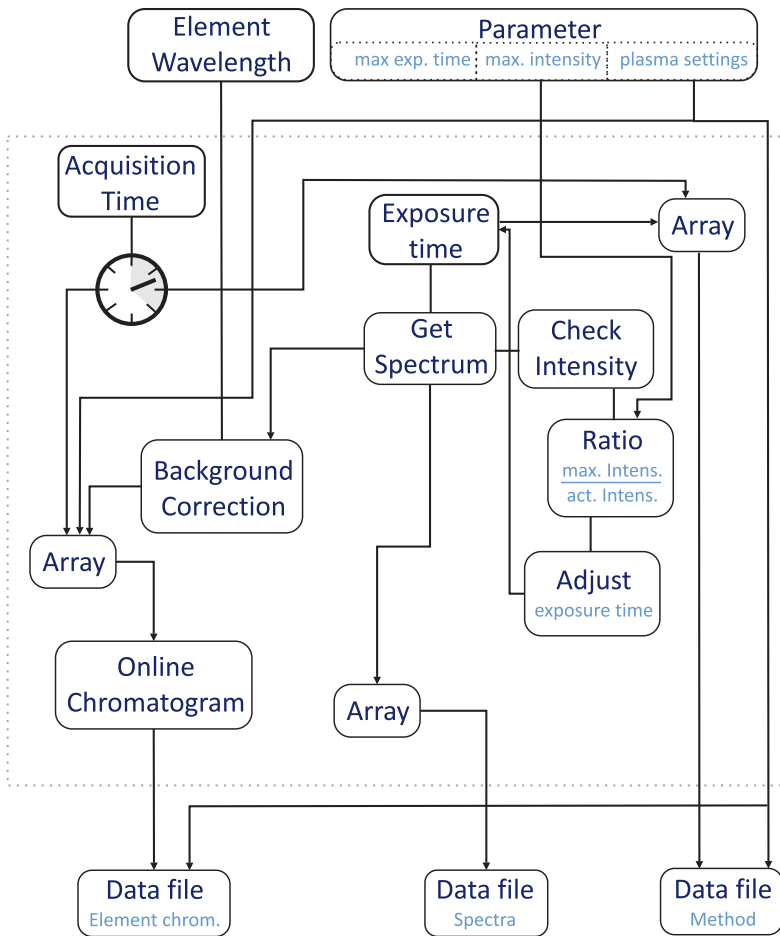 Element
Wavelength
Parameter
max exp. time
max. intensity
plasma settings
Acquisition
Time
Exposure
time
Array
Get
Spectrum
Check
Intensity
Ratio
max. Intens.
act. Intens.
Background
Correction
Array
Adjust
exposure time
Online
Chromatogram
Array
Data file
Element chrom.
Data file
Spectra
Data file
Method